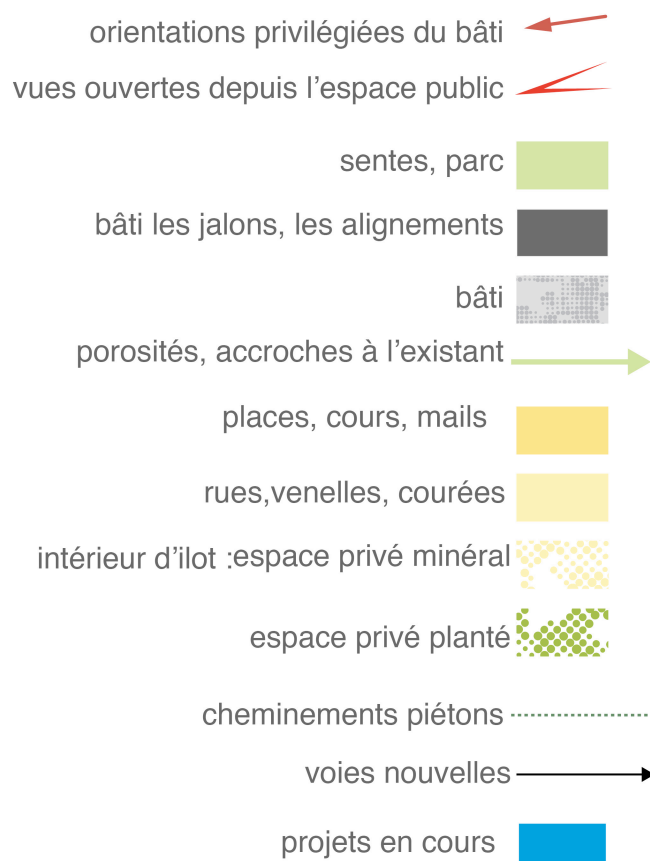 orientations privilégiées du bâti
vues ouvertes depuis l'espace public
sentes, parc
bâti les jalons, les alignements
bâti
porosités, accroches à l'existant
places, cours, mails
rues,venelles, courées
intérieur d'ilot :espace privé minéral
espace privé planté
cheminements piétons
voies nouvelles
projets en cours